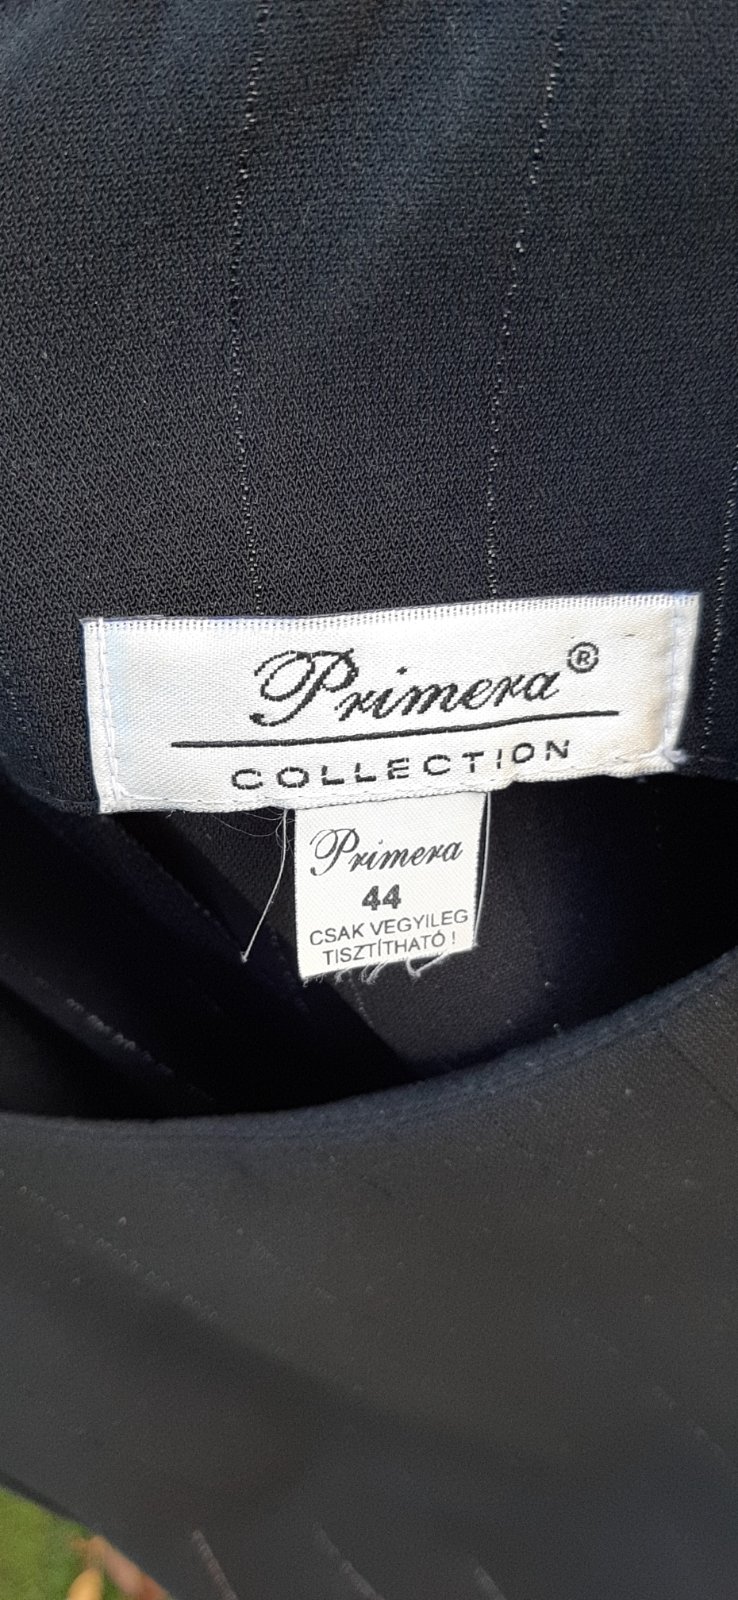 Primera®
COLLECTION
Primera
44
CSAK VEGYILEG
TISZTÍTHATÓ !